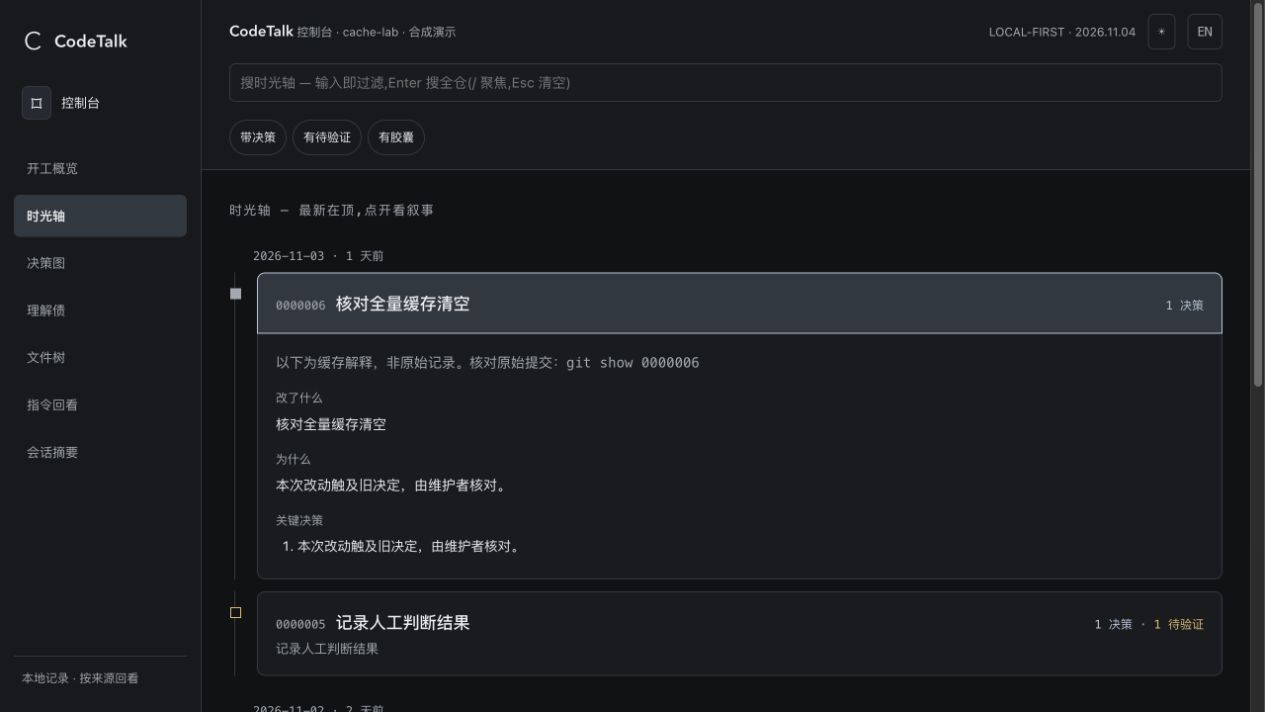 CodeTalk
控制台
开工概览
时光轴
决策图
理解债
文件树
指令回看
会话摘要
本地记录 · 按来源回看
CodeTalk 控制台 · cache-lab · 合成演示
LOCAL-FIRST · 2026.11.04
EN
搜时光轴 — 输入即过滤,Enter 搜全仓(/ 聚焦,Esc 清空)
带决策 有待验证 有胶囊
时光轴 — 最新在顶,点开看叙事
2026-11-03 · 1 天前
0000006 核对全量缓存清空 1 决策
以下为缓存解释，非原始记录。核对原始提交：git show 0000006
改了什么
核对全量缓存清空
为什么
本次改动触及旧决定，由维护者核对。
关键决策
1. 本次改动触及旧决定，由维护者核对。
0000005 记录人工判断结果 1 决策 · 1 待验证
记录人工判断结果
2026-11-02 · 2 天前